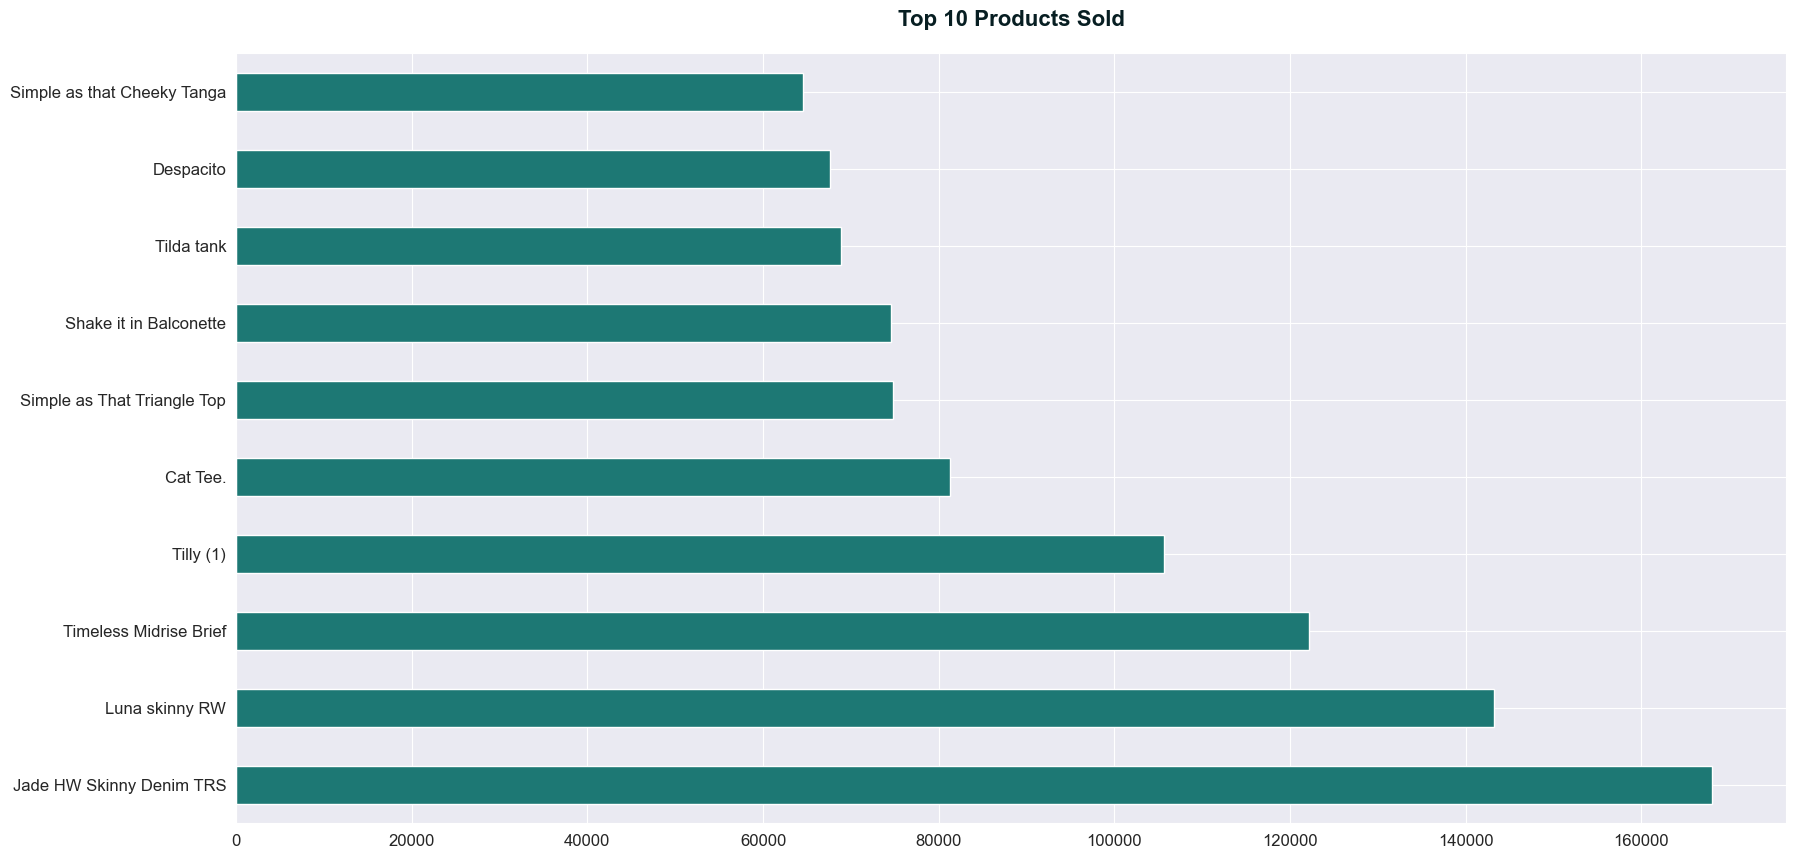 Top 10 Products Sold
Simple as that Cheeky Tanga
Despacito
Tilda tank
Shake it in Balconette
Simple as That Triangle Top
Cat Tee.
Tilly (1)
Timeless Midrise Brief
Luna skinny RW
Jade HW Skinny Denim TRS
0 20000 40000 60000 80000 100000 120000 140000 160000